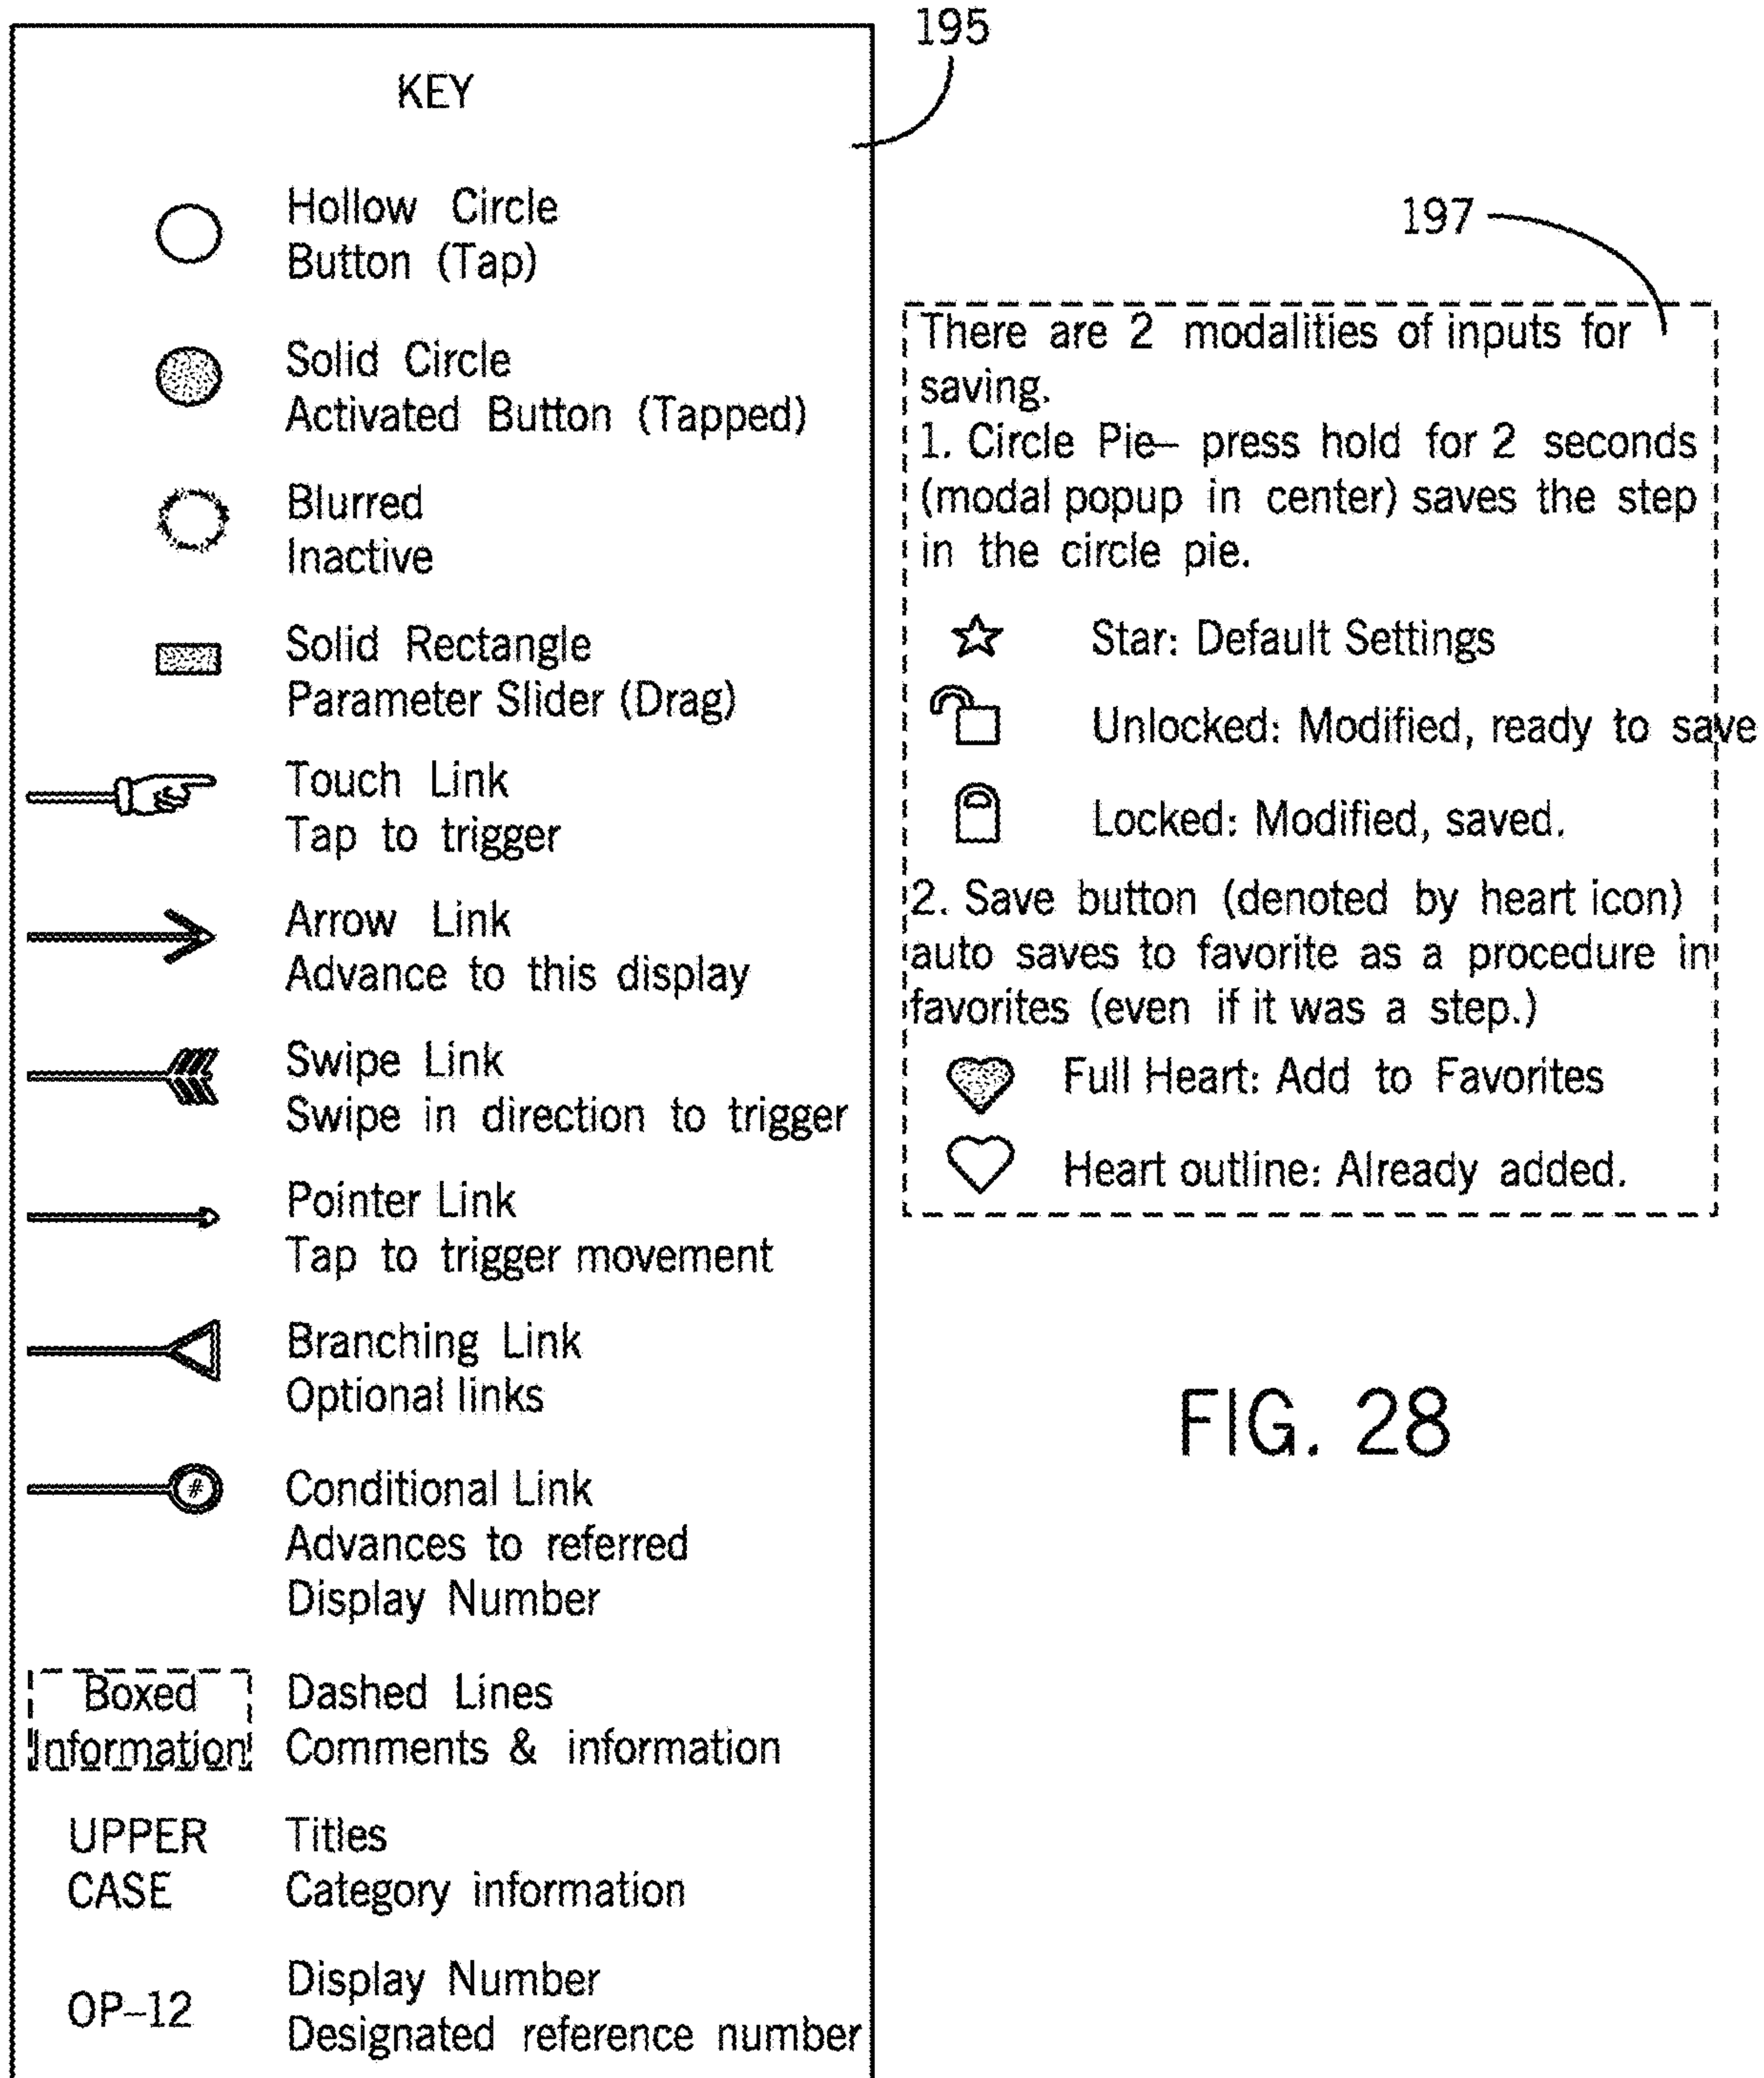 195
KEY
Hollow Circle
Button (Tap)
Solid Circle
Activated Button (Tapped)
Blurred
Inactive
Solid Rectangle
Parameter Slider (Drag)
Touch Link
Tap to trigger
Arrow Link
Advance to this display
Swipe Link
Swipe in direction to trigger
Pointer Link
Tap to trigger movement
Branching Link
Optional links
#
Conditional Link
Advances to referred
Display Number
Boxed
Information
Dashed Lines
Comments & information
UPPER
CASE
Titles
Category information
OP-12
Display Number
Designated reference number
197
There are 2 modalities of inputs for
saving.
1. Circle Pie- press hold for 2 seconds
(modal popup in center) saves the step
in the circle pie.
Star: Default Settings
Unlocked: Modified, ready to save
Locked: Modified, saved.
2. Save button (denoted by heart icon)
auto saves to favorite as a procedure in
favorites (even if it was a step.)
Full Heart: Add to Favorites
Heart outline: Already added.
FIG. 28